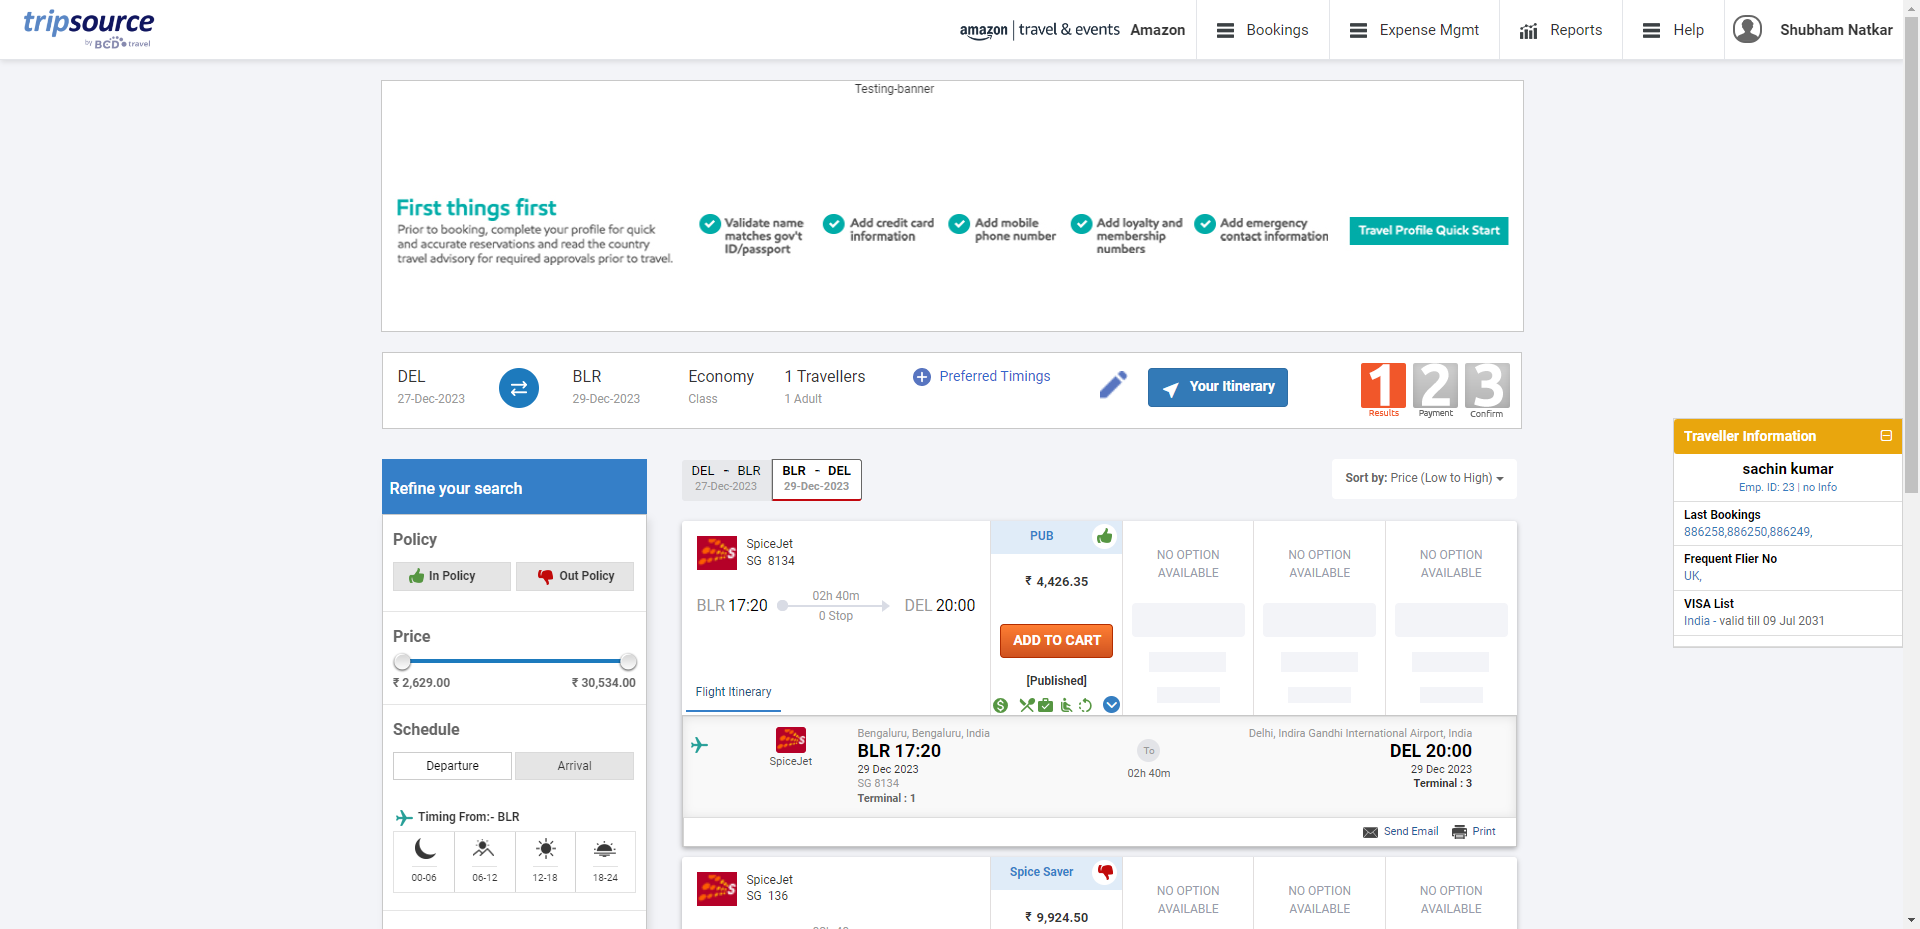 tripsource
by BCD travel
amazon | travel & events Amazon
Bookings
Expense Mgmt
Reports
Help
Shubham Natkar
Testing-banner
First things first
Prior to booking, complete your profile for quick
and accurate reservations and read the country
travel advisory for required approvals prior to travel.
Validate name
matches gov't
ID/passport
Add credit card
information
Add mobile
phone number
Add loyalty and
membership
numbers
Add emergency
contact information
Travel Profile Quick Start
DEL
27-Dec-2023
BLR
29-Dec-2023
Economy
Class
1 Travellers
1 Adult
Preferred Timings
Your Itinerary
1
Results
2
Payment
3
Confirm
Traveller Information
sachin kumar
Emp. ID: 23 | no Info
Last Bookings
886258,886250,886249,
Frequent Flier No
UK,
VISA List
India - valid till 09 Jul 2031
Refine your search
Policy
In Policy
Out Policy
Price
₹ 2,629.00
₹ 30,534.00
Schedule
Departure
Arrival
Timing From:- BLR
00-06
06-12
12-18
18-24
DEL - BLR
27-Dec-2023
BLR - DEL
29-Dec-2023
Sort by: Price (Low to High)
SpiceJet
SG 8134
BLR 17:20
02h 40m
0 Stop
DEL 20:00
Flight Itinerary
PUB
₹ 4,426.35
ADD TO CART
[Published]
NO OPTION
AVAILABLE
NO OPTION
AVAILABLE
NO OPTION
AVAILABLE
SpiceJet
Bengaluru, Bengaluru, India
BLR 17:20
29 Dec 2023
SG 8134
Terminal : 1
To
02h 40m
Delhi, Indira Gandhi International Airport, India
DEL 20:00
29 Dec 2023
Terminal : 3
Send Email
Print
SpiceJet
SG 136
Spice Saver
₹ 9,924.50
NO OPTION
AVAILABLE
NO OPTION
AVAILABLE
NO OPTION
AVAILABLE